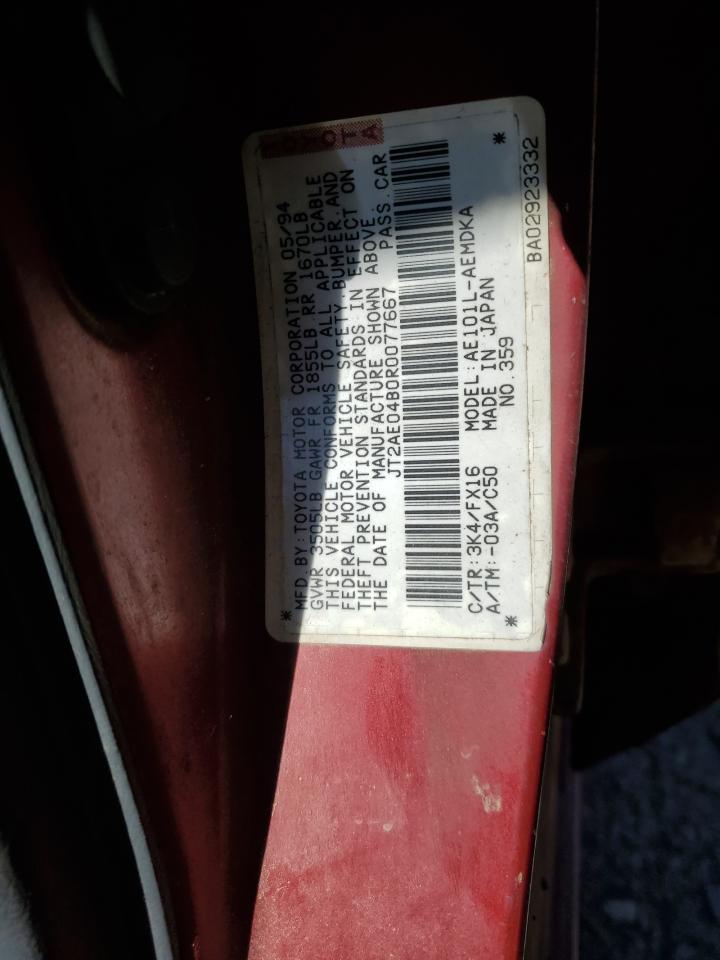 TOYOTA
MFD.BY:TOYOTA MOTOR CORPORATION 05/94
GVWR 3505LB GAWR FR 1855LB RR 1670LB
THIS VEHICLE CONFORMS TO ALL APPLICABLE
FEDERAL MOTOR VEHICLE SAFETY, BUMPER, AND
THEFT PREVENTION STANDARDS IN EFFECT ON
THE DATE OF MANUFACTURE SHOWN ABOVE.
JT2AE04B0R0077667 PASS.CAR
C/TR:3K4/FX16 MODEL:AE101L-AEMDKA
A/TM:-03A/C50 MADE IN JAPAN
NO.359
BA02923332